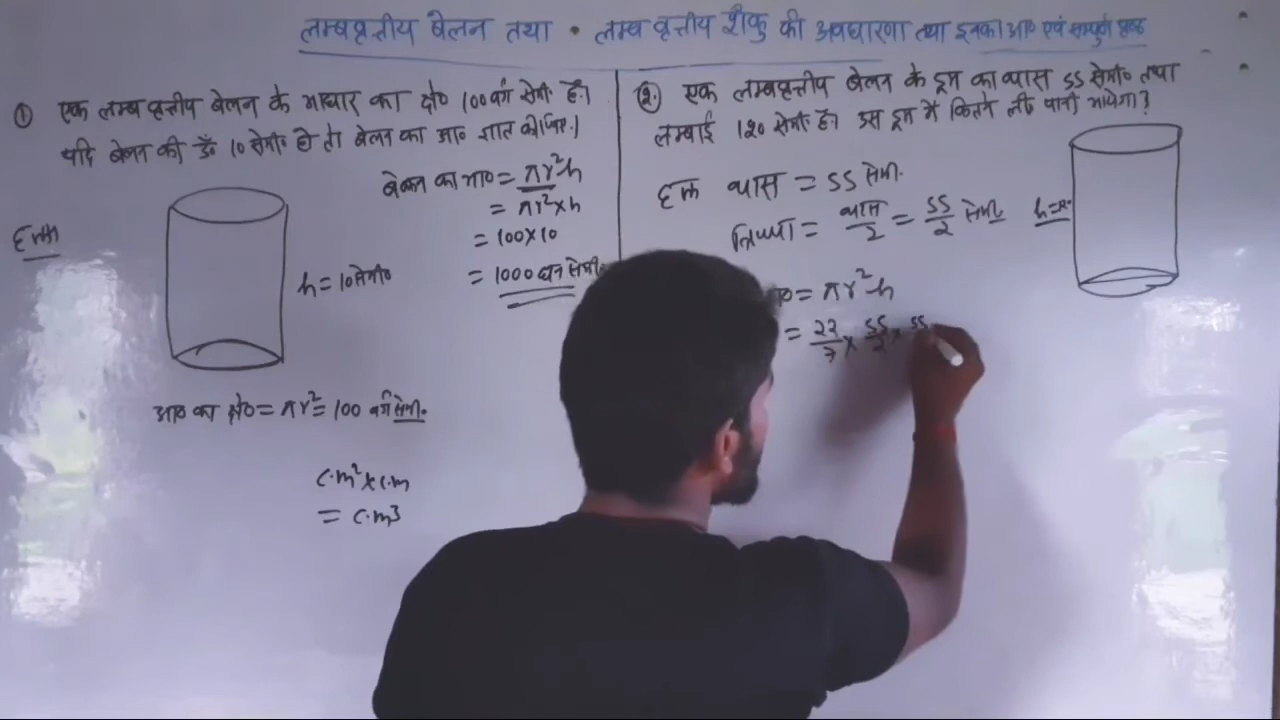 लम्बवृत्तीय बेलन तथा • लम्ब वृत्तीय शंकु की अवधारणा तथा इनका आ० एवं सम्पूर्ण पृष्ठ
① एक लम्ब वृत्तीय बेलन के आधार का क्षे० 100 वर्ग सेमी० है।
यदि बेलन की ऊँ० 10 सेमी० हो तो बेलन का आ० ज्ञात कीजिए।
बेलन का आ० = πr²h
= πr²×h
= 100×10
= 1000 घन सेमी०
हल
h = 10 सेमी०
आ० का क्षे० = πr² = 100 वर्ग सेमी०
c.m² × c.m
= c.m3
②. एक लम्बवृत्तीय बेलन के ड्रम का व्यास 55 सेमी० तथा
लम्बाई 120 सेमी० है। इस ड्रम में कितने ली० पानी आयेगा?
हल व्यास = 55 सेमी.
त्रिज्या = व्यास/2 = 55/2 सेमी h=12
= πr²h
= 22/7 × 55/2 × 55